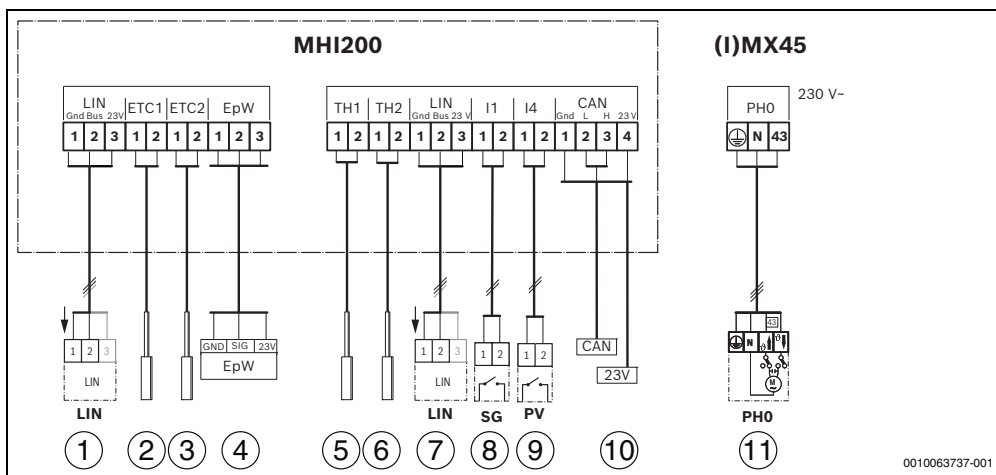 MHI200 (I)MX45
LIN ETC1 ETC2 EpW TH1 TH2 LIN I1 I4 CAN PH0 230 V~
Gnd Bus 23V Gnd Bus 23 V Gnd L H 23 V
1 2 3 1 2 1 2 1 2 3 1 2 1 2 1 2 3 1 2 1 2 1 2 3 4 N 43
43
GND SIG 23V
1 2 3 1 2 3 1 2 1 2 CAN N
LIN EpW LIN 23V M
LIN LIN SG PV PH0
1 2 3 4 5 6 7 8 9 10 11
0010063737-001